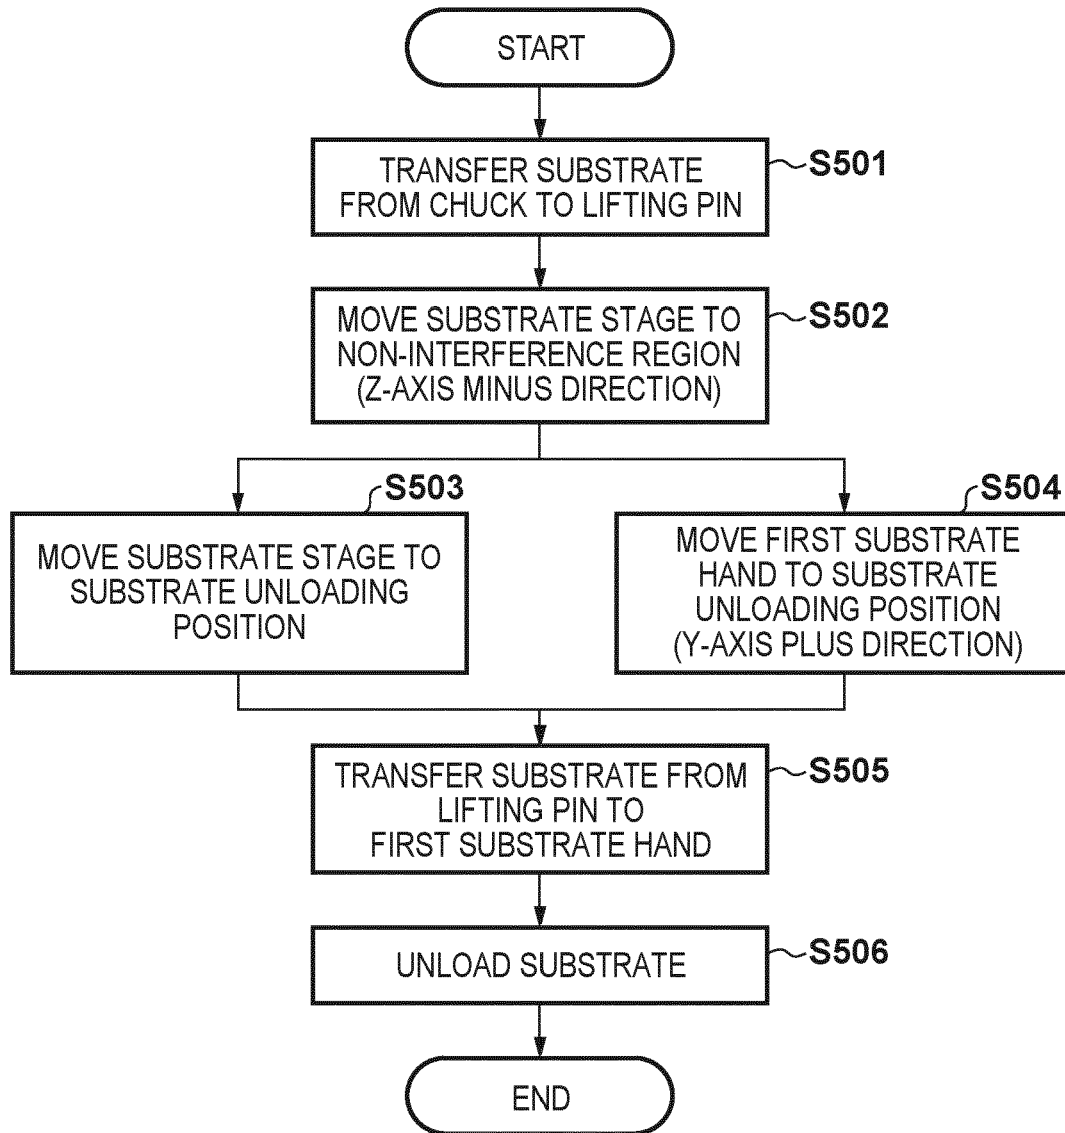 START
S501
TRANSFER SUBSTRATE
FROM CHUCK TO LIFTING PIN
S502
MOVE SUBSTRATE STAGE TO
NON-INTERFERENCE REGION
(Z-AXIS MINUS DIRECTION)
S503
MOVE SUBSTRATE STAGE TO
SUBSTRATE UNLOADING
POSITION
S504
MOVE FIRST SUBSTRATE
HAND TO SUBSTRATE
UNLOADING POSITION
(Y-AXIS PLUS DIRECTION)
S505
TRANSFER SUBSTRATE FROM
LIFTING PIN TO
FIRST SUBSTRATE HAND
S506
UNLOAD SUBSTRATE
END